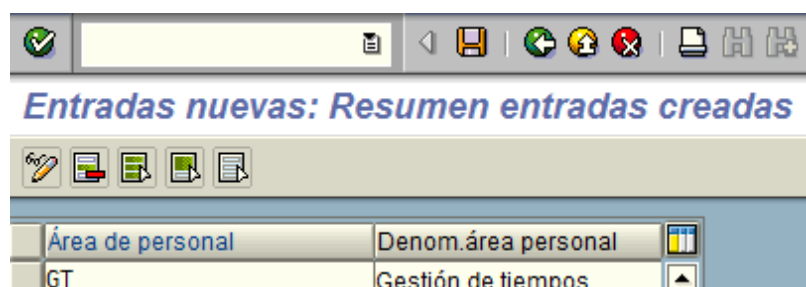 Entradas nuevas: Resumen entradas creadas
Área de personal Denom.área personal
GT Gestión de tiempos